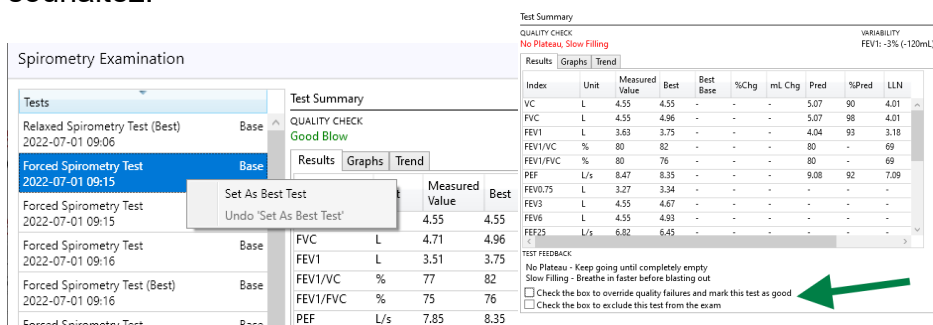 Spirometry Examination
Tests
Relaxed Spirometry Test (Best) Base
2022-07-01 09:06
Forced Spirometry Test Base
2022-07-01 09:15
Forced Spirometry Test
2022-07-01 09:15
Forced Spirometry Test Base
2022-07-01 09:16
Forced Spirometry Test (Best) Base
2022-07-01 09:16
Set As Best Test
Undo 'Set As Best Test'
Test Summary
QUALITY CHECK
Good Blow
Results Graphs Trend
Measured Value Best
4.55 4.55
FVC L 4.71 4.96
FEV1 L 3.51 3.75
FEV1/VC % 77 82
FEV1/FVC % 75 76
PEF L/s 7.85 8.35
Test Summary
QUALITY CHECK VARIABILITY
No Plateau, Slow Filling FEV1: -3% (-120mL)
Results Graphs Trend
Index Unit Measured Value Best Best Base %Chg mL Chg Pred %Pred LLN
VC L 4.55 4.55 - - - 5.07 90 4.01
FVC L 4.55 4.96 - - - 5.07 98 4.01
FEV1 L 3.63 3.75 - - - 4.04 93 3.18
FEV1/VC % 80 82 - - - 80 - 69
FEV1/FVC % 80 76 - - - 80 - 69
PEF L/s 8.47 8.35 - - - 9.08 92 7.09
FEV0.75 L 3.27 3.34 - - - - - -
FEV3 L 4.55 4.67 - - - - - -
FEV6 L 4.55 4.93 - - - - - -
FEF25 L/s 6.82 6.45 - - - - - -
TEST FEEDBACK
No Plateau - Keep going until completely empty
Slow Filling - Breathe in faster before blasting out
Check the box to override quality failures and mark this test as good
Check the box to exclude this test from the exam